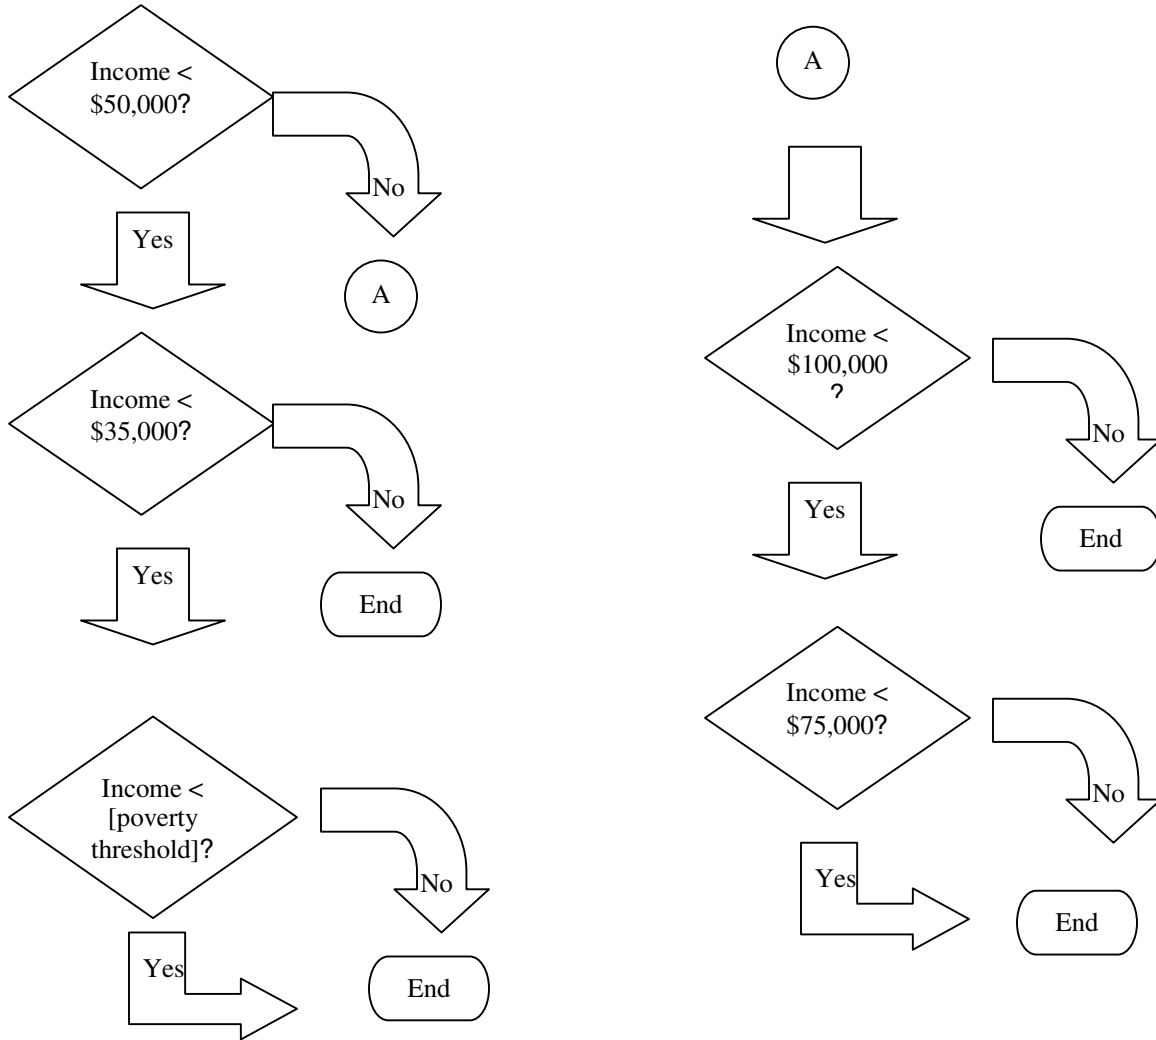 Income <
$50,000?
No
Yes
A
Income <
$35,000?
No
Yes
End
Income <
[poverty
threshold]?
No
Yes
End
A
Income <
$100,000
?
No
Yes
End
Income <
$75,000?
No
Yes
End